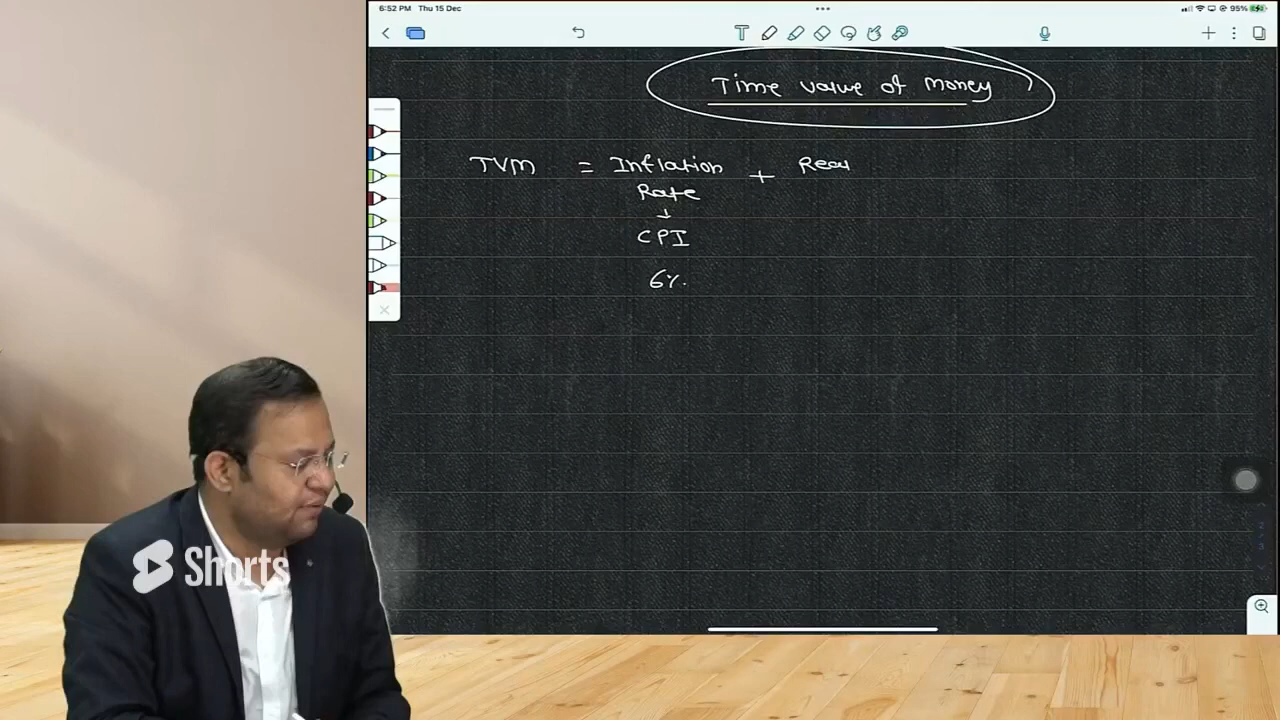 6:52 PM Thu 15 Dec
95%
Time value of money
TVM = Inflation + Real
Rate
CPI
6%.
Shorts